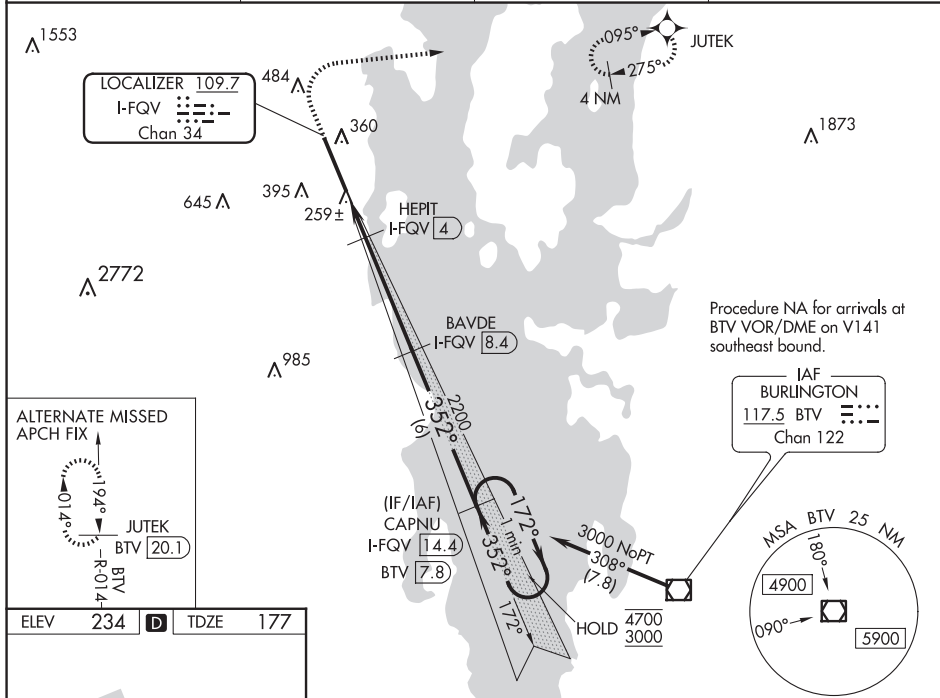 1553
484
LOCALIZER 109.7
I-FQV
Chan 34
360
095°
275°
JUTEK
4 NM
1873
645
395
259 ±
HEPIT
I-FQV 4
2772
BAVDE
I-FQV 8.4
985
Procedure NA for arrivals at
BTV VOR/DME on V141
southeast bound.
IAF
BURLINGTON
117.5 BTV
Chan 122
2200
352°
(6)
ALTERNATE MISSED
APCH FIX
194°
014°
JUTEK
BTV 20.1
BTV
R-014
(IF/IAF)
CAPNU
I-FQV 14.4
BTV 7.8
172°
1 min
352°
172°
3000 NoPT
308°
(7.8)
HOLD 4700
3000
MSA BTV 25 NM
180°
4900
090°
5900
ELEV 234 D TDZE 177